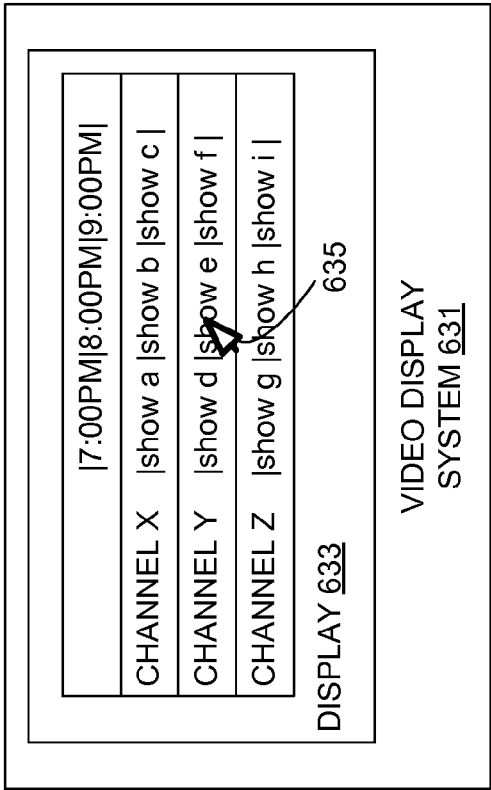 |7:00PM|8:00PM|9:00PM|
CHANNEL X |show a |show b |show c |
CHANNEL Y |show d |show e |show f |
CHANNEL Z |show g |show h |show i |
635
DISPLAY 633
VIDEO DISPLAY
SYSTEM 631